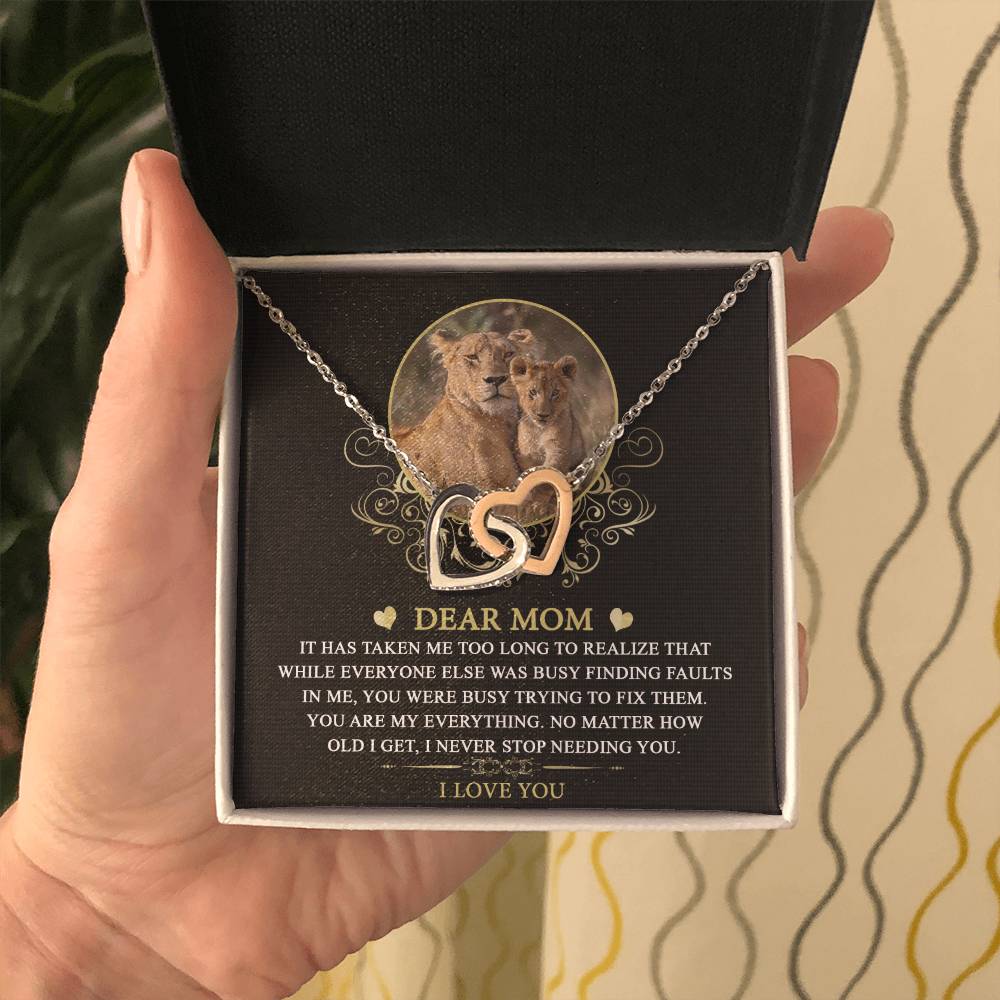 DEAR MOM
IT HAS TAKEN ME TOO LONG TO REALIZE THAT
WHILE EVERYONE ELSE WAS BUSY FINDING FAULTS
IN ME, YOU WERE BUSY TRYING TO FIX THEM.
YOU ARE MY EVERYTHING. NO MATTER HOW
OLD I GET, I NEVER STOP NEEDING YOU.
I LOVE YOU